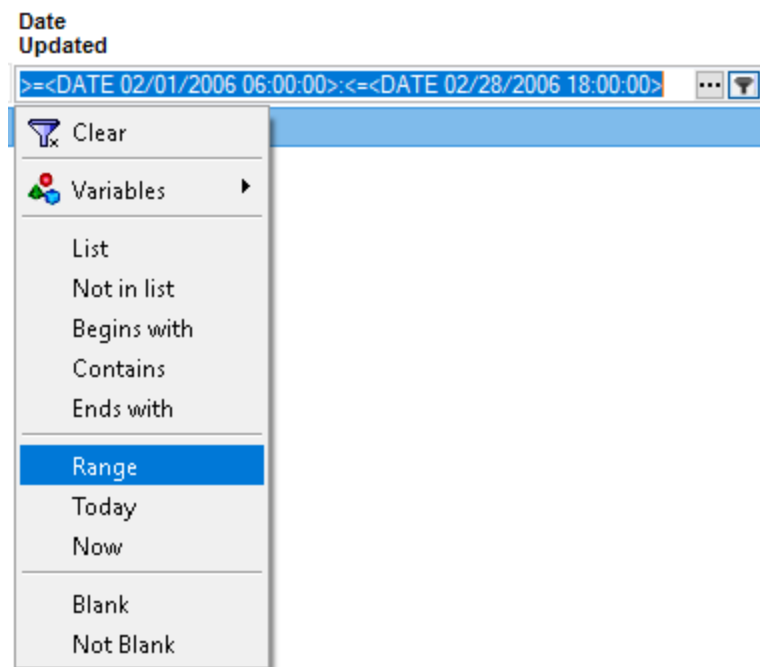 Date
Updated
>=<DATE 02/01/2006 06:00:00>:<=<DATE 02/28/2006 18:00:00>
Clear
Variables
List
Not in list
Begins with
Contains
Ends with
Range
Today
Now
Blank
Not Blank